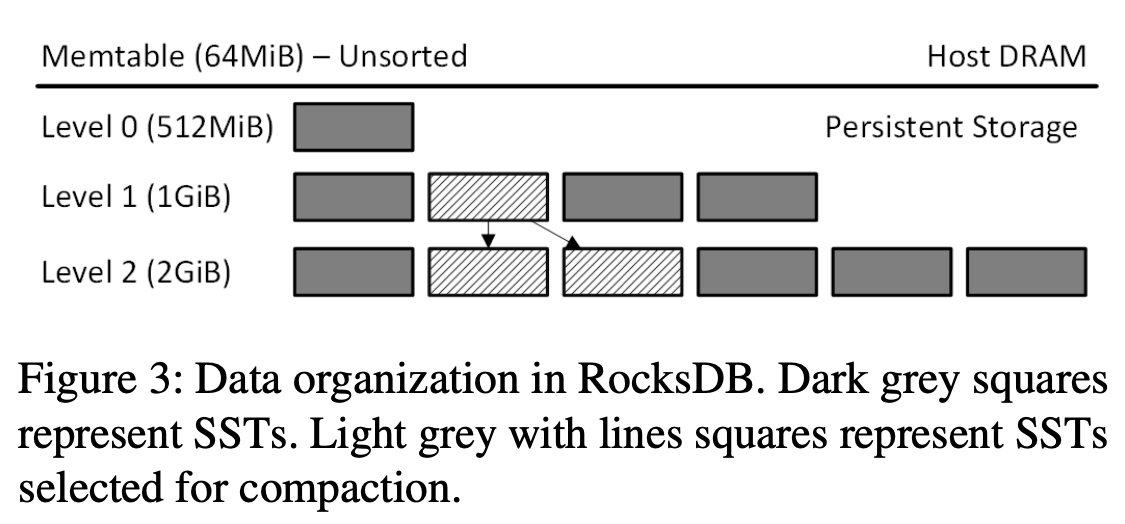 Memtable (64MiB) – Unsorted Host DRAM
Level 0 (512MiB) Persistent Storage
Level 1 (1GiB)
Level 2 (2GiB)
Figure 3: Data organization in RocksDB. Dark grey squares
represent SSTs. Light grey with lines squares represent SSTs
selected for compaction.